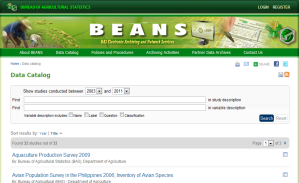 BUREAU OF AGRICULTURAL STATISTICS
LOGIN REGISTER
BEANS
BAS Electronic Archiving and Network Services
About BEANS Data Catalog Policies and Procedures Archiving Activities Partner Data Archives Contact Us
Home / Data catalog
Data Catalog
Show studies conducted between 2003 and 2011
Find in study description
Find in variable description
Variable description includes: Name Label Question Classification
Search Reset
Sort results by: Year | Title
Found 32 studies out of 32
Page 1 of 3
Aquaculture Production Survey 2009
By: Bureau of Agricultural Statistics (BAS), Department of Agriculture
Avian Population Survey in the Philippines 2006, Inventory of Avian Species
By: Bureau of Agricultural Statistics (BAS), Department of Agriculture